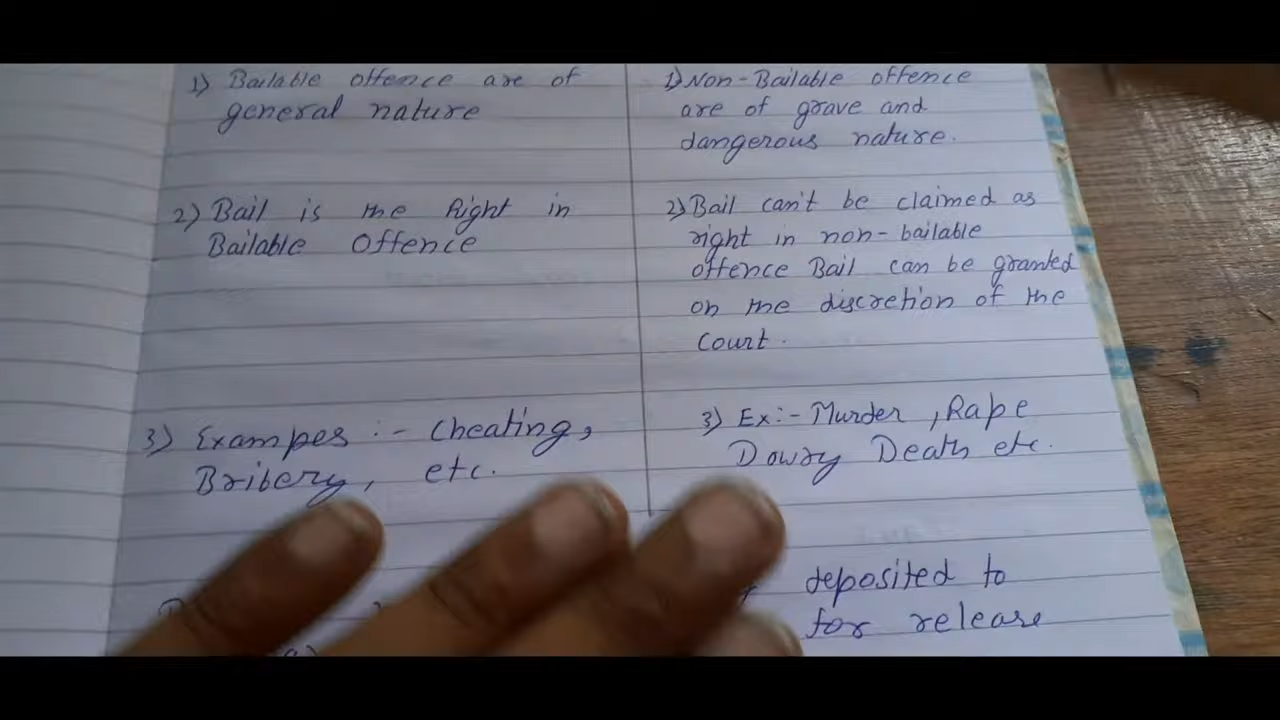 1) Bailable offence are of
general nature
2) Bail is the Right in
Bailable Offence
3) Exampes :- Cheating,
Bribery, etc.
1) Non-Bailable offence
are of grave and
dangerous nature.
2) Bail can't be claimed as
right in non-bailable
offence Bail can be granted
on the discretion of the
Court.
3) Ex:- Murder, Rape
Dowry Death etc.
deposited to
for release